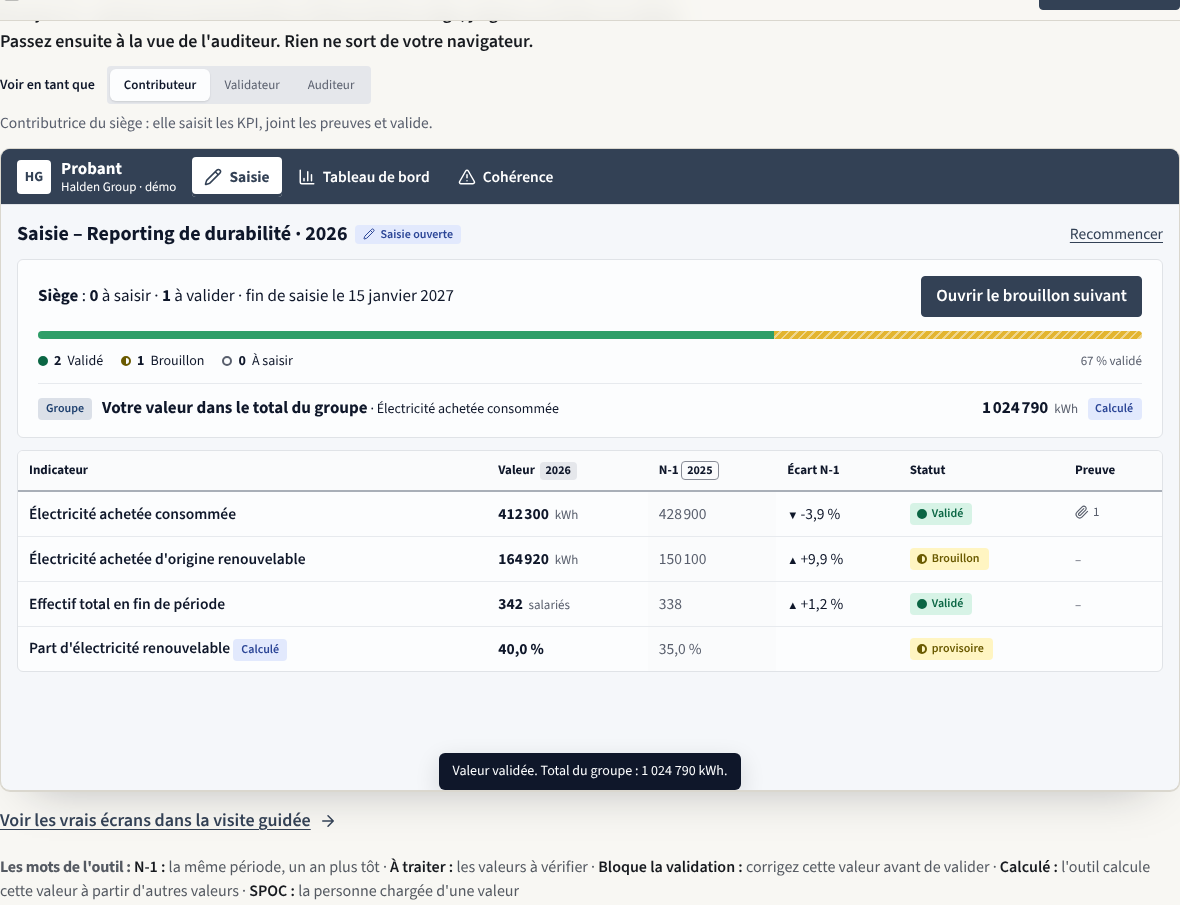 Passez ensuite à la vue de l'auditeur. Rien ne sort de votre navigateur.
Voir en tant que Contributeur Validateur Auditeur
Contributrice du siège : elle saisit les KPI, joint les preuves et valide.
HG Probant Halden Group · démo Saisie Tableau de bord Cohérence
Saisie – Reporting de durabilité · 2026 Saisie ouverte Recommencer
Siège : 0 à saisir · 1 à valider · fin de saisie le 15 janvier 2027 Ouvrir le brouillon suivant
2 Validé 1 Brouillon 0 À saisir 67 % validé
Groupe Votre valeur dans le total du groupe · Électricité achetée consommée 1 024 790 kWh Calculé
Indicateur Valeur 2026 N-1 2025 Écart N-1 Statut Preuve
Électricité achetée consommée 412 300 kWh 428 900 ▼ -3,9 % Validé 1
Électricité achetée d'origine renouvelable 164 920 kWh 150 100 ▲ +9,9 % Brouillon –
Effectif total en fin de période 342 salariés 338 ▲ +1,2 % Validé –
Part d'électricité renouvelable Calculé 40,0 % 35,0 % provisoire
Valeur validée. Total du groupe : 1 024 790 kWh.
Voir les vrais écrans dans la visite guidée →
Les mots de l'outil : N-1 : la même période, un an plus tôt · À traiter : les valeurs à vérifier · Bloque la validation : corrigez cette valeur avant de valider · Calculé : l'outil calcule
cette valeur à partir d'autres valeurs · SPOC : la personne chargée d'une valeur